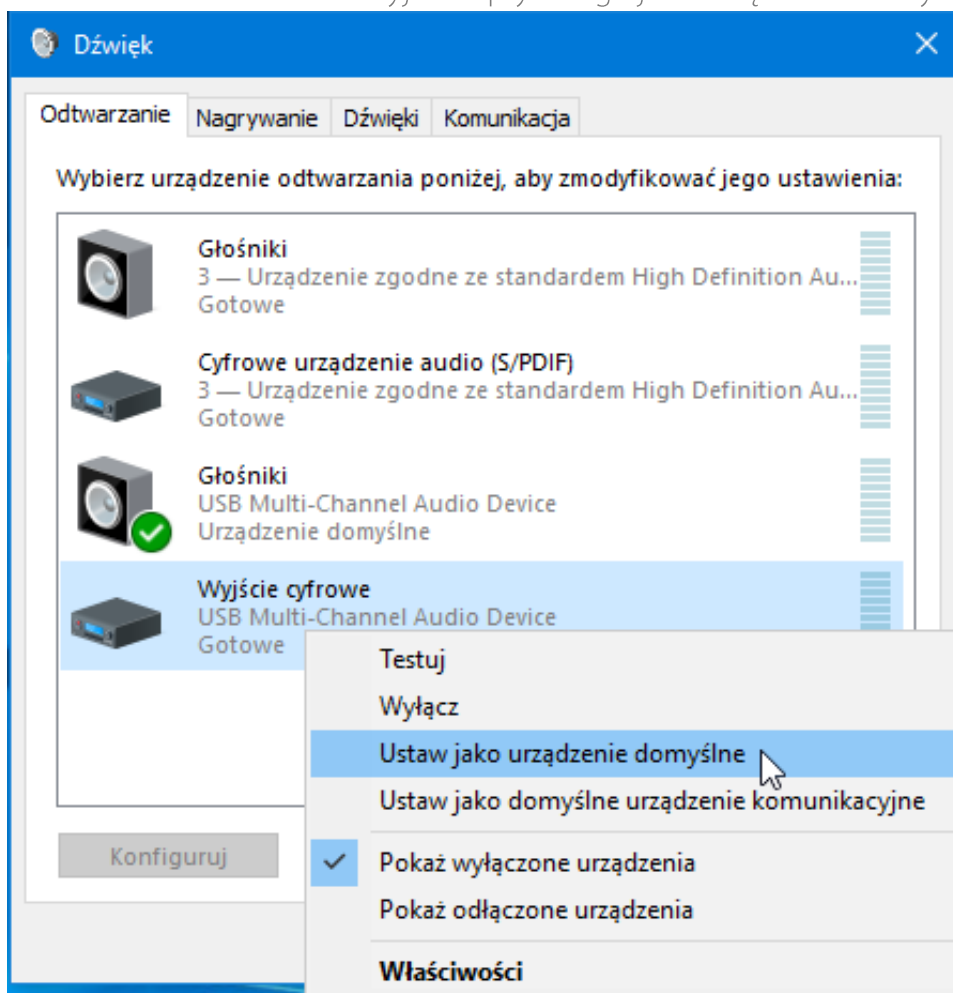 Dźwięk
Odtwarzanie Nagrywanie Dźwięki Komunikacja
Wybierz urządzenie odtwarzania poniżej, aby zmodyfikować jego ustawienia:
Głośniki
3 — Urządzenie zgodne ze standardem High Definition Au...
Gotowe
Cyfrowe urządzenie audio (S/PDIF)
3 — Urządzenie zgodne ze standardem High Definition Au...
Gotowe
Głośniki
USB Multi-Channel Audio Device
Urządzenie domyślne
Wyjście cyfrowe
USB Multi-Channel Audio Device
Gotowe
Testuj
Wyłącz
Ustaw jako urządzenie domyślne
Ustaw jako domyślne urządzenie komunikacyjne
Konfiguruj
Pokaż wyłączone urządzenia
Pokaż odłączone urządzenia
Właściwości